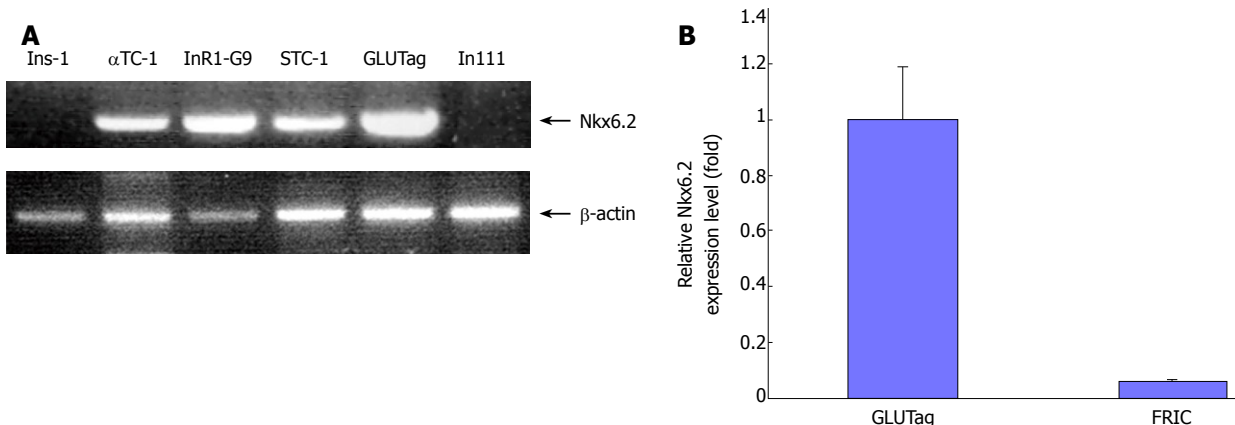 A
Ins-1 αTC-1 InR1-G9 STC-1 GLUTag In111
Nkx6.2
β-actin
B
Relative Nkx6.2
expression level (fold)
1.4
1.2
1
0.8
0.6
0.4
0.2
0
GLUTag FRIC